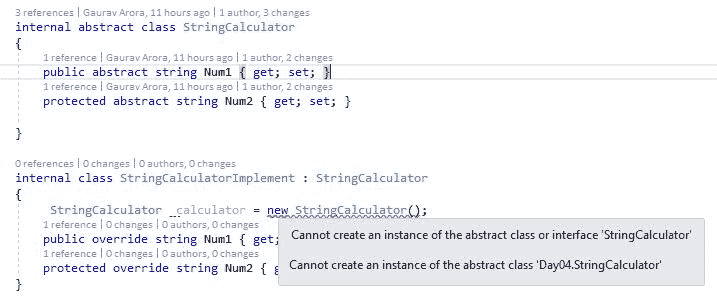 3 references | Gaurav Arora, 11 hours ago | 1 author, 3 changes
internal abstract class StringCalculator
{
1 reference | Gaurav Arora, 11 hours ago | 1 author, 2 changes
public abstract string Num1 { get; set; }
1 reference | Gaurav Arora, 11 hours ago | 1 author, 2 changes
protected abstract string Num2 { get; set; }
}
0 references | 0 changes | 0 authors, 0 changes
internal class StringCalculatorImplement : StringCalculator
{
StringCalculator _calculator = new StringCalculator();
1 reference | 0 changes | 0 authors, 0 changes
public override string Num1 { get;
1 reference | 0 changes | 0 authors, 0 changes
protected override string Num2 { g
}
Cannot create an instance of the abstract class or interface 'StringCalculator'
Cannot create an instance of the abstract class 'Day04.StringCalculator'